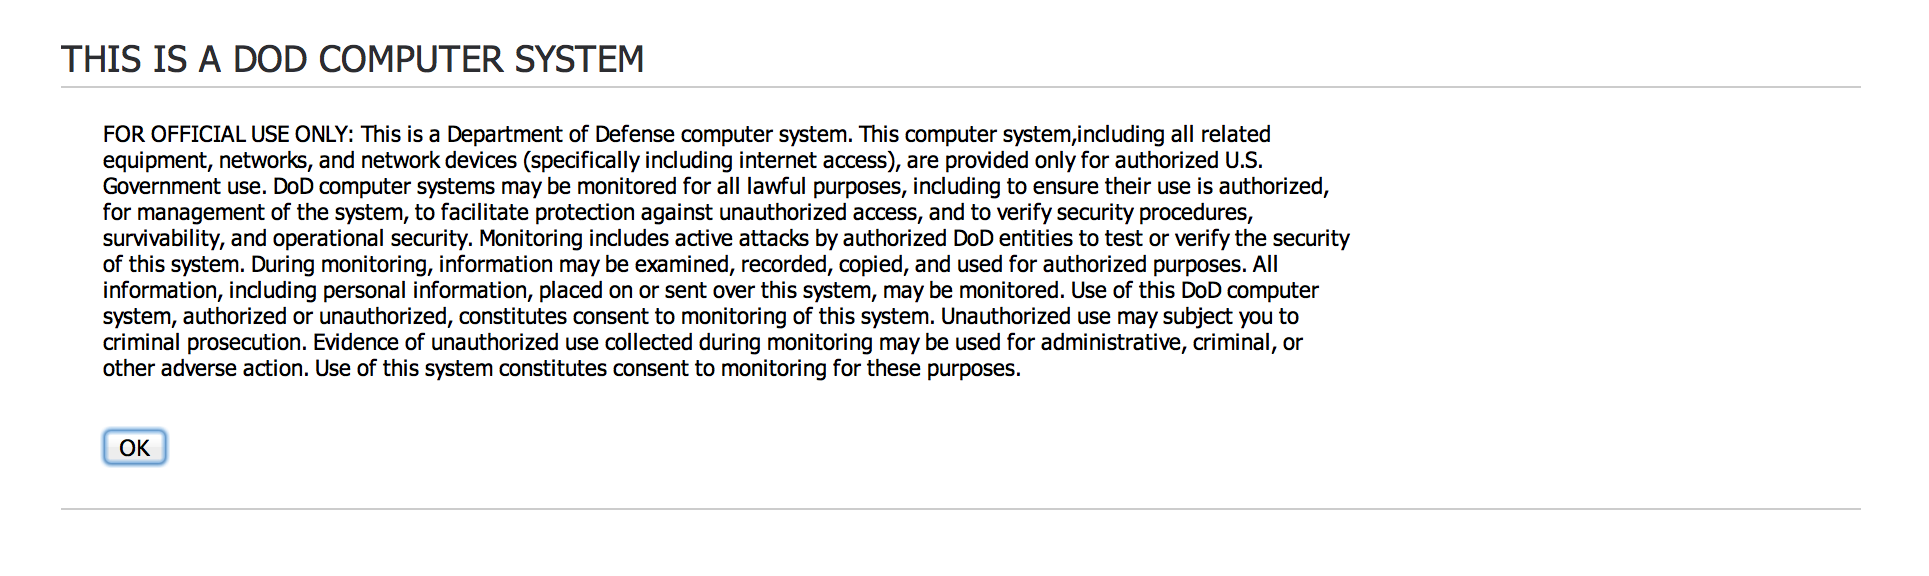 THIS IS A DOD COMPUTER SYSTEM
FOR OFFICIAL USE ONLY: This is a Department of Defense computer system. This computer system,including all related
equipment, networks, and network devices (specifically including internet access), are provided only for authorized U.S.
Government use. DoD computer systems may be monitored for all lawful purposes, including to ensure their use is authorized,
for management of the system, to facilitate protection against unauthorized access, and to verify security procedures,
survivability, and operational security. Monitoring includes active attacks by authorized DoD entities to test or verify the security
of this system. During monitoring, information may be examined, recorded, copied, and used for authorized purposes. All
information, including personal information, placed on or sent over this system, may be monitored. Use of this DoD computer
system, authorized or unauthorized, constitutes consent to monitoring of this system. Unauthorized use may subject you to
criminal prosecution. Evidence of unauthorized use collected during monitoring may be used for administrative, criminal, or
other adverse action. Use of this system constitutes consent to monitoring for these purposes.
OK